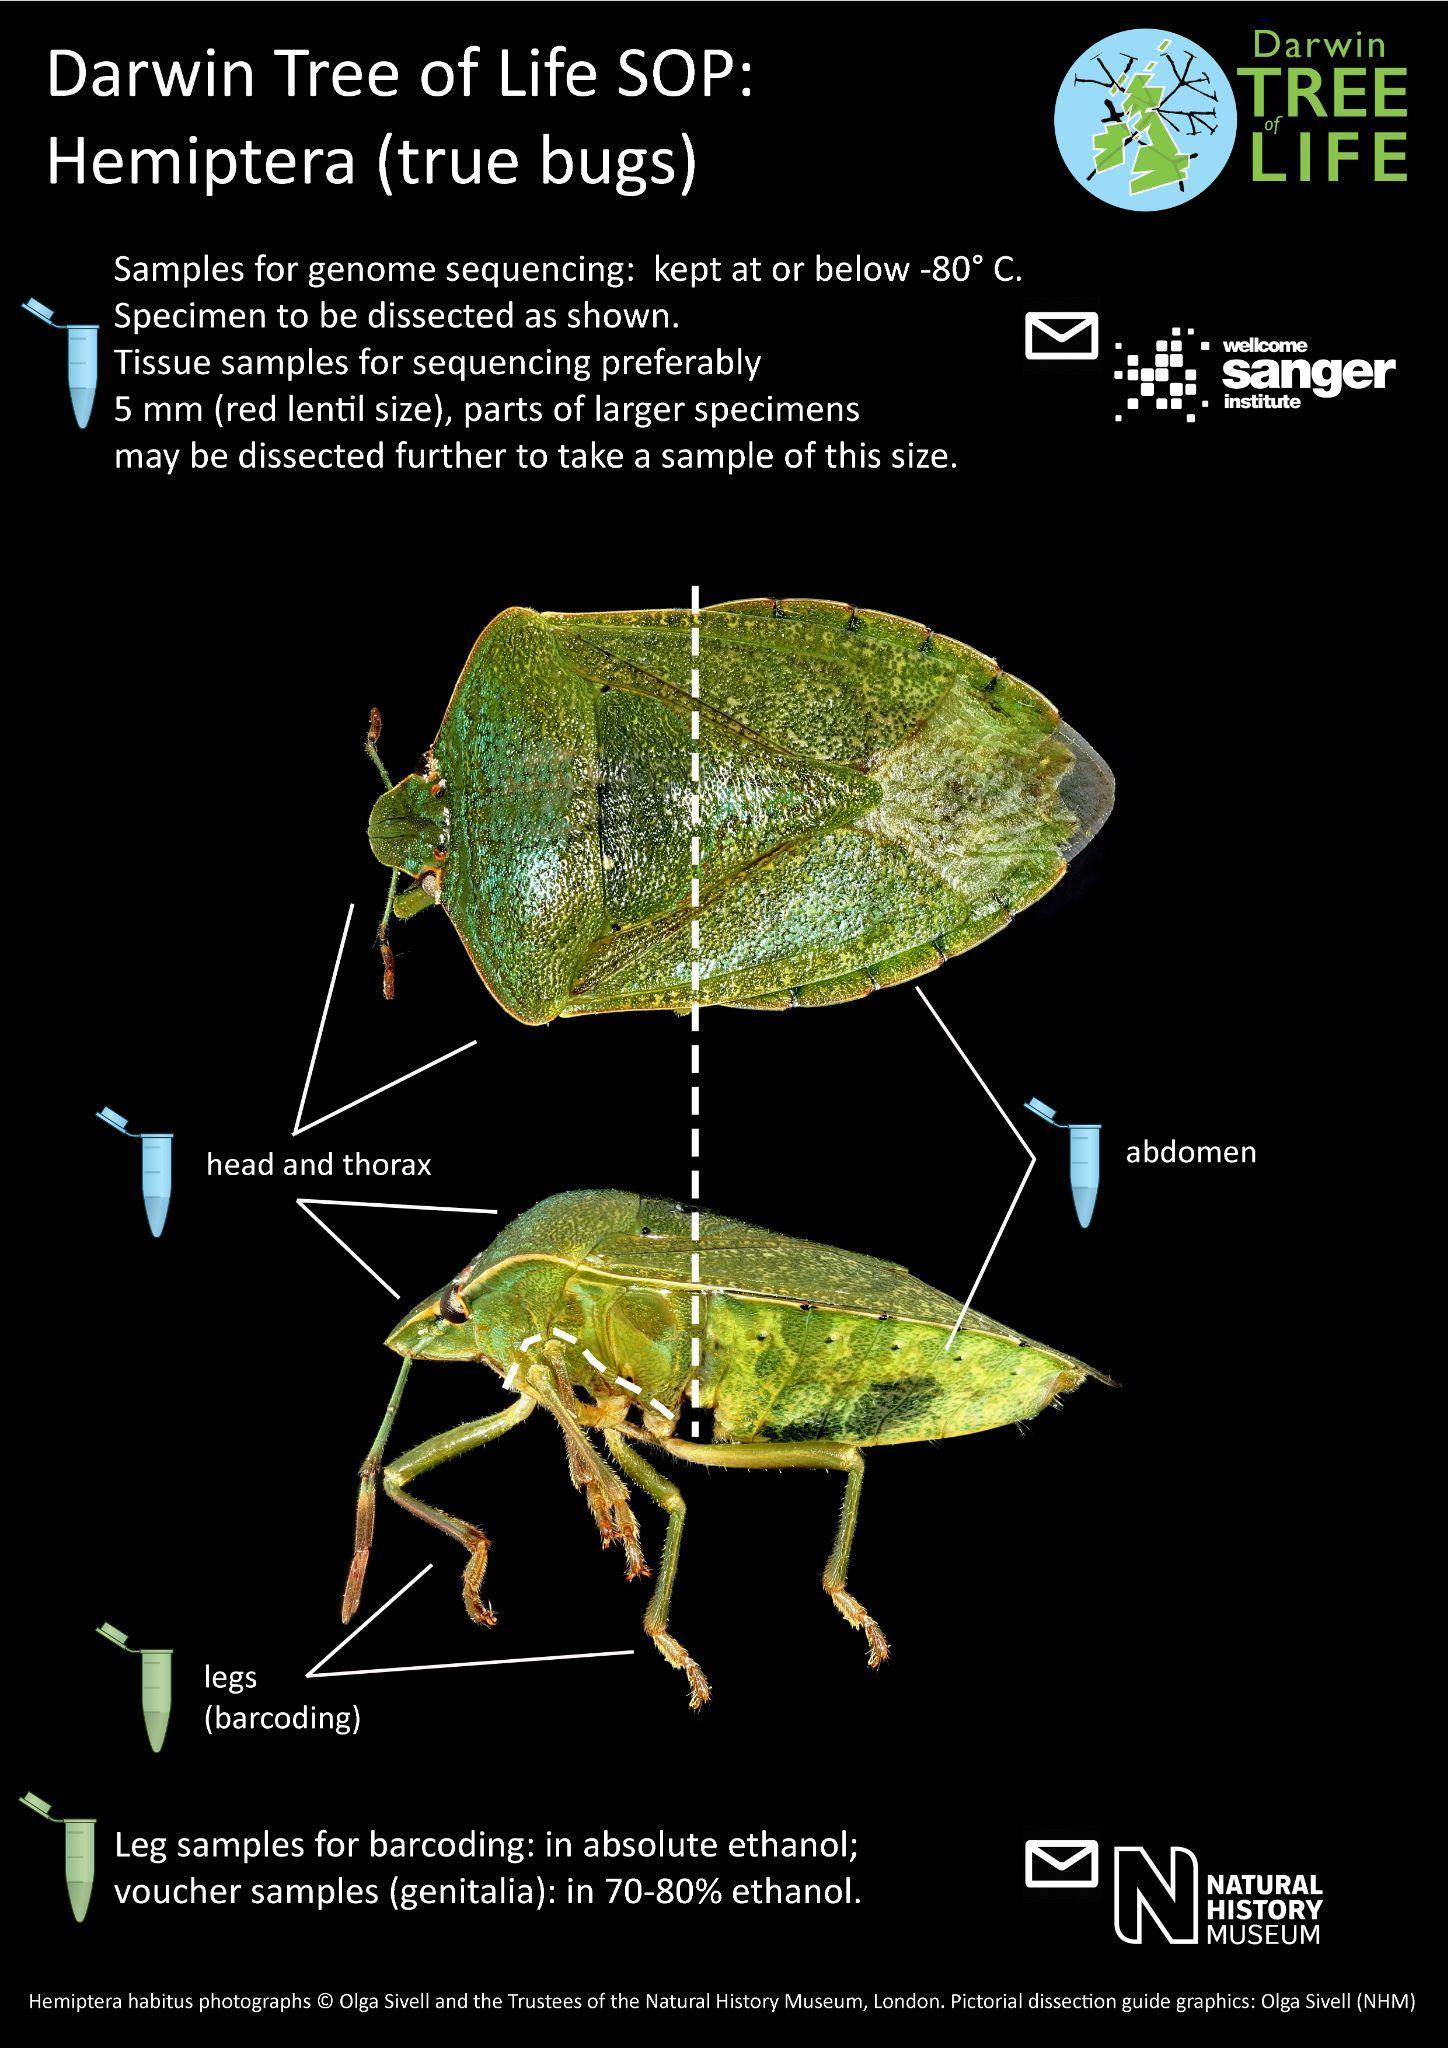 Darwin Tree of Life SOP:
Hemiptera (true bugs)
Darwin
TREE
of
LIFE
Samples for genome sequencing:  kept at or below -80° C.
Specimen to be dissected as shown.
Tissue samples for sequencing preferably
5 mm (red lentil size), parts of larger specimens
may be dissected further to take a sample of this size.
wellcome
sanger
institute
head and thorax
abdomen
legs
(barcoding)
Leg samples for barcoding: in absolute ethanol;
voucher samples (genitalia): in 70-80% ethanol.
N
NATURAL
HISTORY
MUSEUM
Hemiptera habitus photographs © Olga Sivell and the Trustees of the Natural History Museum, London. Pictorial dissection guide graphics: Olga Sivell (NHM)